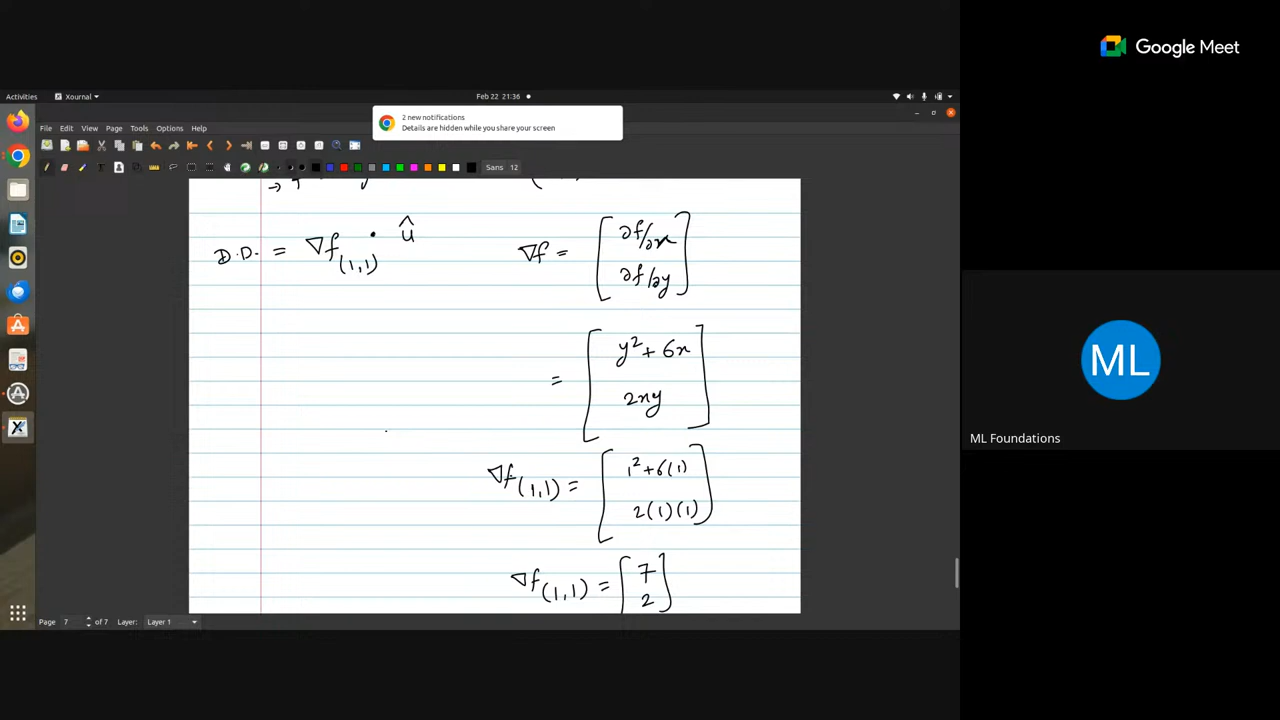 Google Meet
Activities Xournal Feb 22 21:36
2 new notifications
Details are hidden while you share your screen
File Edit View Page Tools Options Help
Sans 12
D.D. = ∇f(1,1) · û
∇f = [∂f/∂x
∂f/∂y]
= [y² + 6x
2xy]
∇f(1,1) = [1² + 6(1)
2(1)(1)]
∇f(1,1) = [7
2]
ML
ML Foundations
Page 7 of 7 Layer: Layer 1